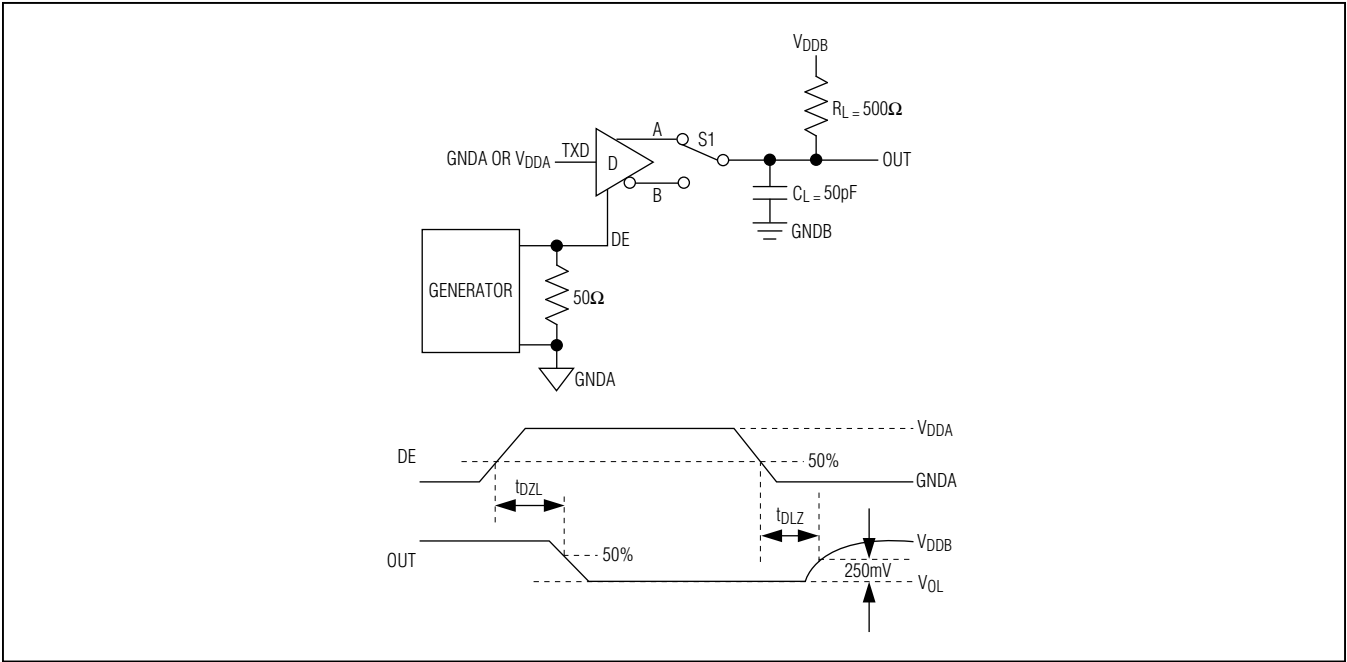 VDDB
RL = 500Ω
A
S1
GNDA OR VDDA
TXD
D
OUT
B
CL = 50pF
GNDB
DE
GENERATOR
50Ω
GNDA
VDDA
DE
50%
GNDA
tDZL
tDLZ
VDDB
OUT
50%
250mV
VOL